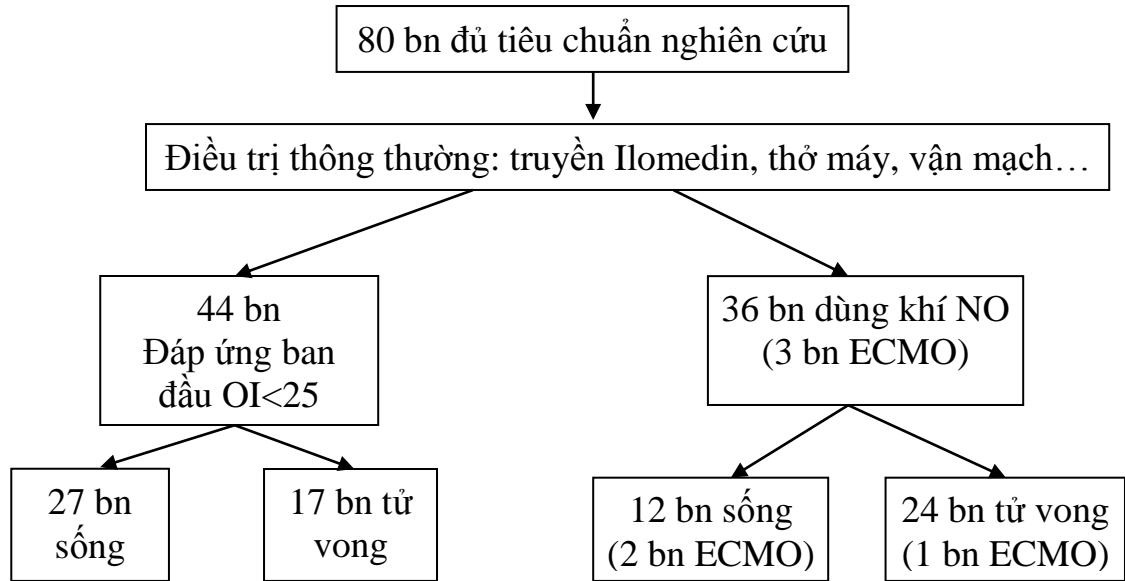 80 bn đủ tiêu chuẩn nghiên cứu
Điều trị thông thường: truyền Ilomedin, thở máy, vận mạch…
44 bn
Đáp ứng ban
đầu OI<25
36 bn dùng khí NO
(3 bn ECMO)
27 bn
sống
17 bn tử
vong
12 bn sống
(2 bn ECMO)
24 bn tử vong
(1 bn ECMO)